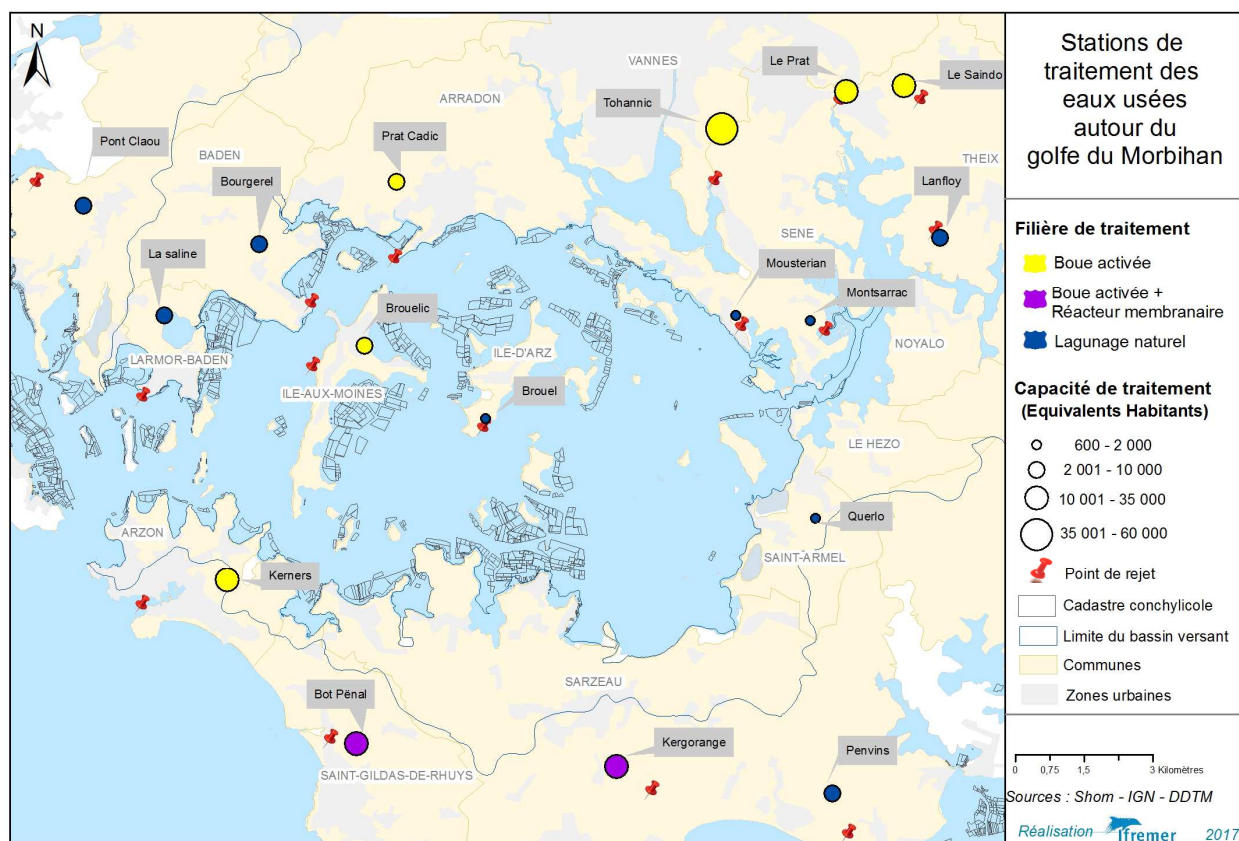 N
VANNES
Le Prat
Le Saindo
ARRADON
Tohannic
Pont Claou
Prat Cadic
BADEN
Bourgerel
THEIX
Lanfloy
SENE
La saline
Mousterian
Montsarrac
Brouelic
NOYALO
ILE-D'ARZ
LARMOR-BADEN
ILE-AUX-MOINES
Brouel
LE HEZO
Querlo
ARZON
SAINT-ARMEL
Kerners
SARZEAU
Bot Pënal
Kergorange
Penvins
SAINT-GILDAS-DE-RHUYS
Stations de
traitement des
eaux usées
autour du
golfe du Morbihan
Filière de traitement
Boue activée
Boue activée +
Réacteur membranaire
Lagunage naturel
Capacité de traitement
(Equivalents Habitants)
600 - 2 000
2 001 - 10 000
10 001 - 35 000
35 001 - 60 000
Point de rejet
Cadastre conchylicole
Limite du bassin versant
Communes
Zones urbaines
0 0,75 1,5 3 Kilomètres
Sources : Shom - IGN - DDTM
Réalisation Ifremer 2017